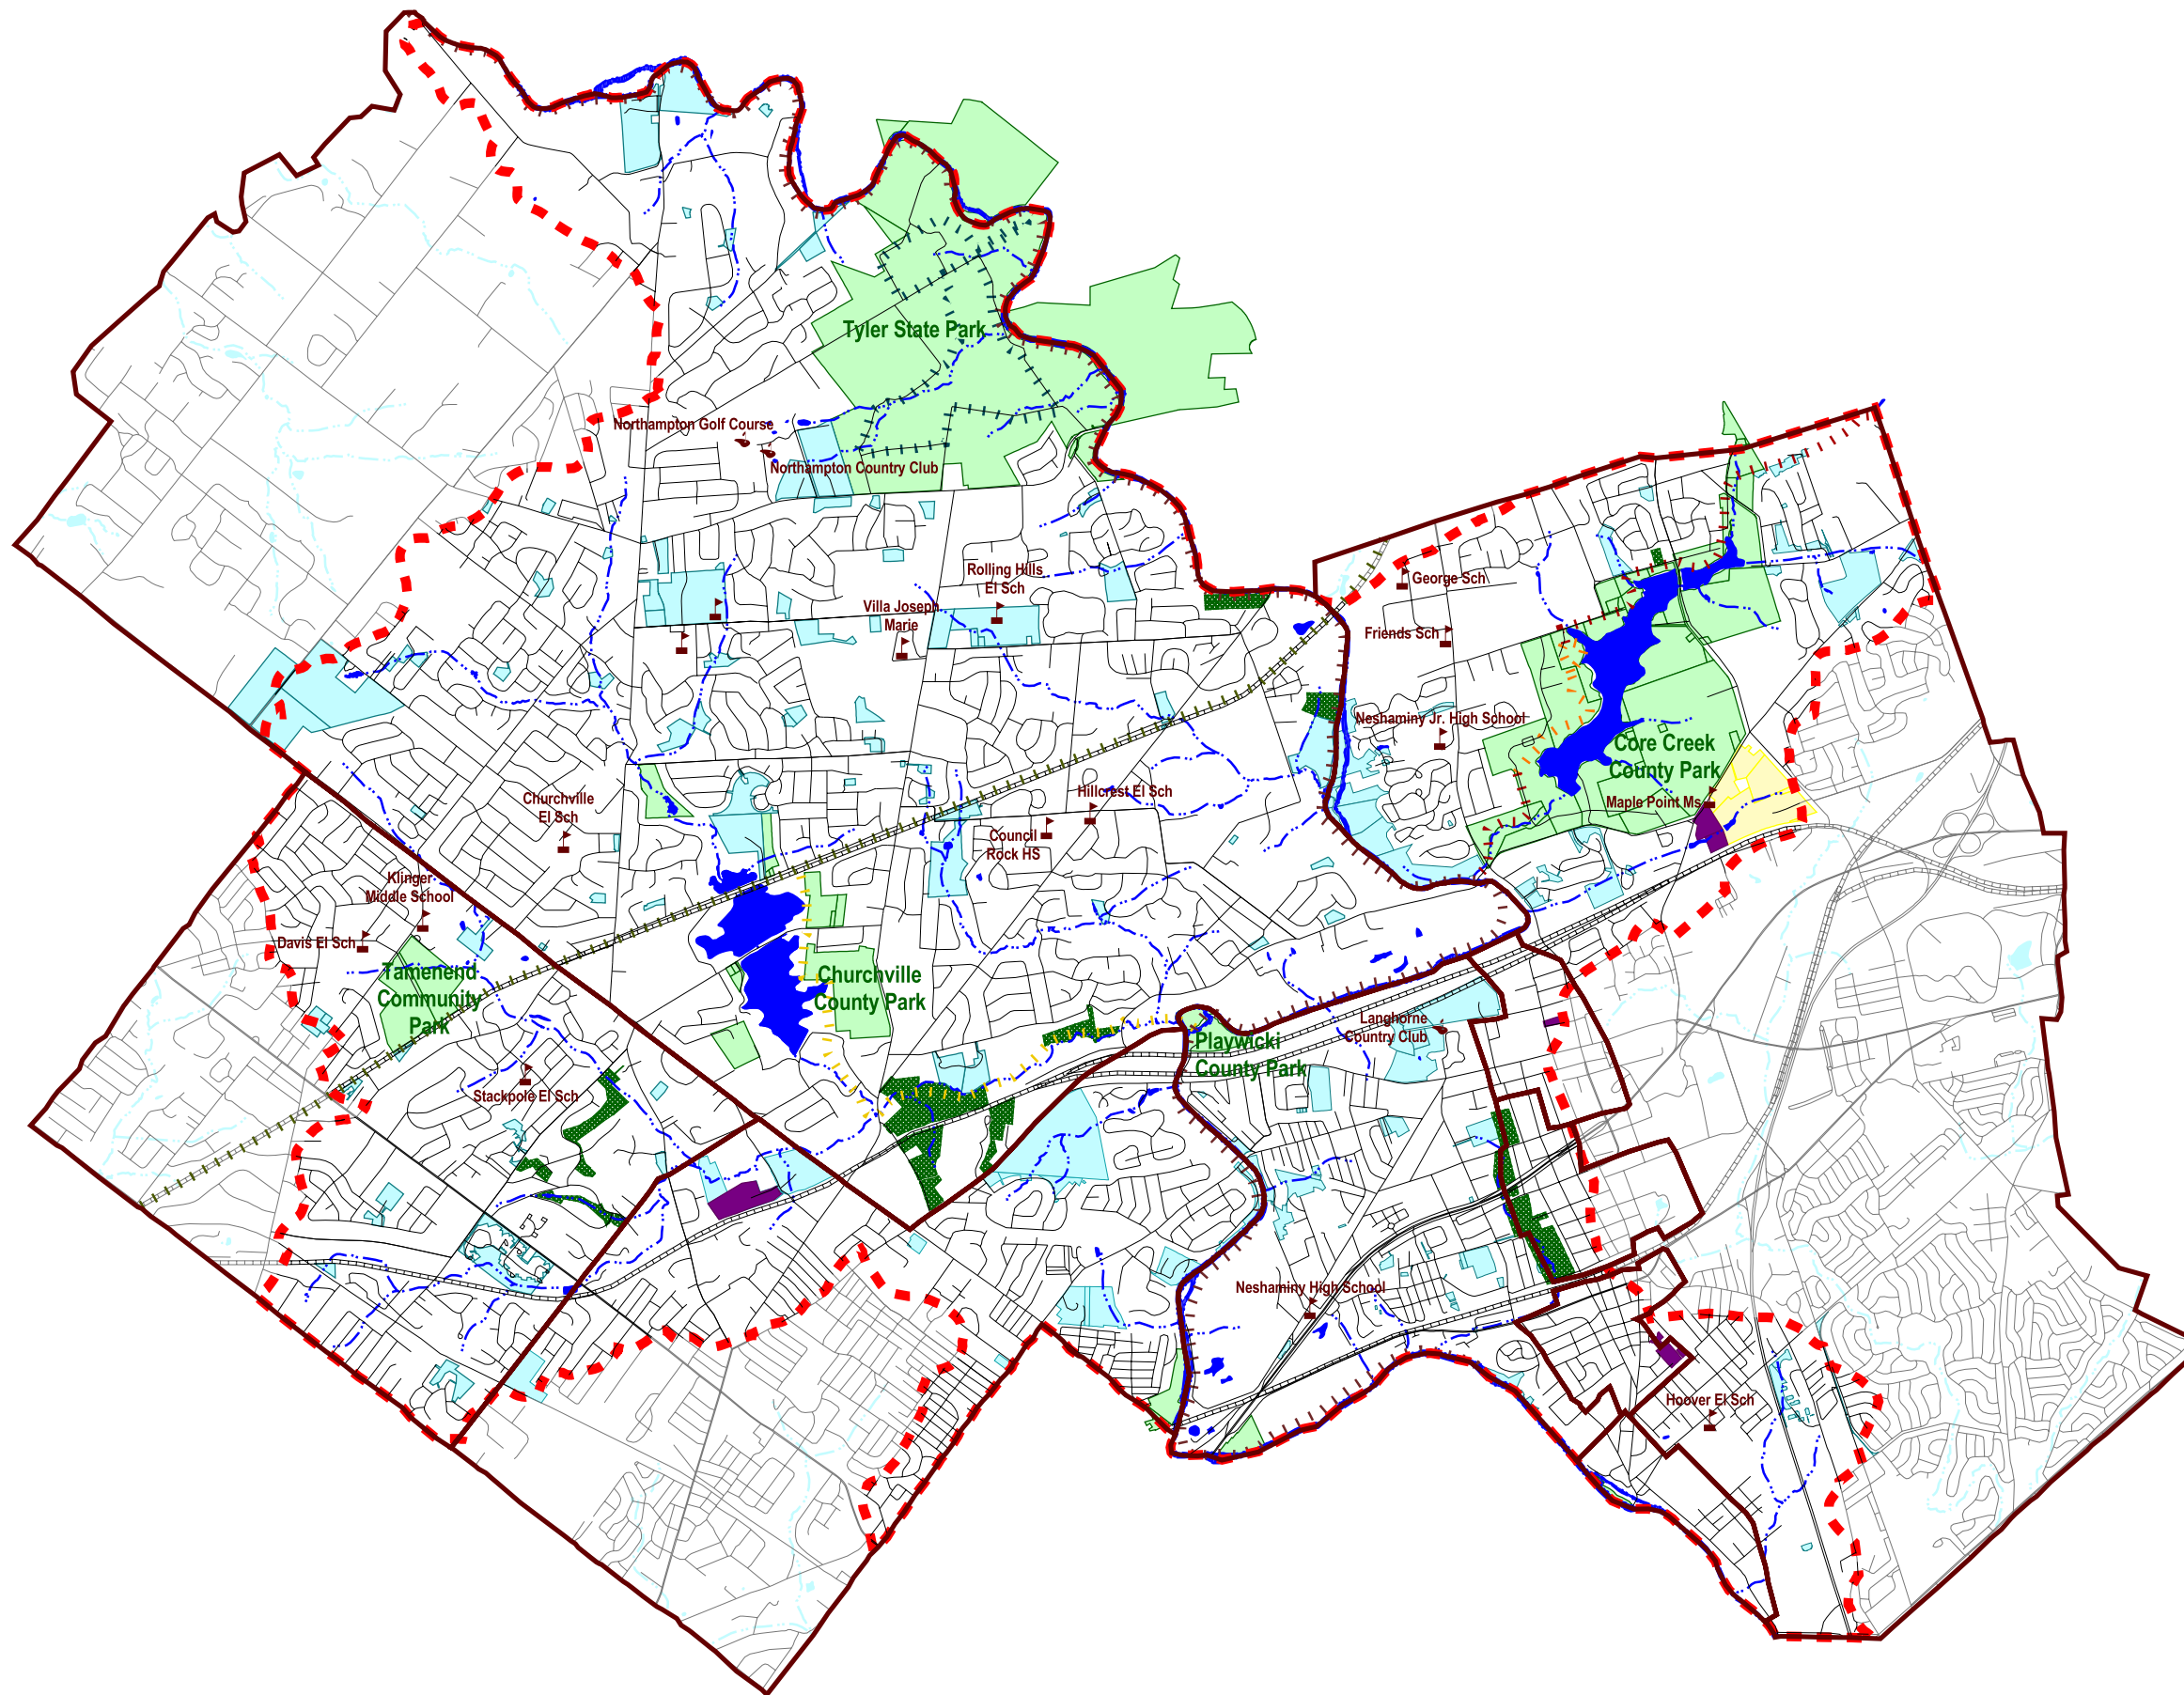 Tyler State Park
Northampton Golf Course
Northampton Country Club
Rolling Hills
El Sch
George Sch
Villa Joseph
Marie
Friends Sch
Neshaminy Jr. High School
Core Creek
County Park
Churchville
El Sch
Hillcrest El Sch
Maple Point Ms
Council
Rock HS
Klinger
Middle School
Davis El Sch
Tamenend
Community
Park
Churchville
County Park
Langhorne
Country Club
Playwicki
County Park
Stackpole El Sch
Neshaminy High School
Hoover El Sch